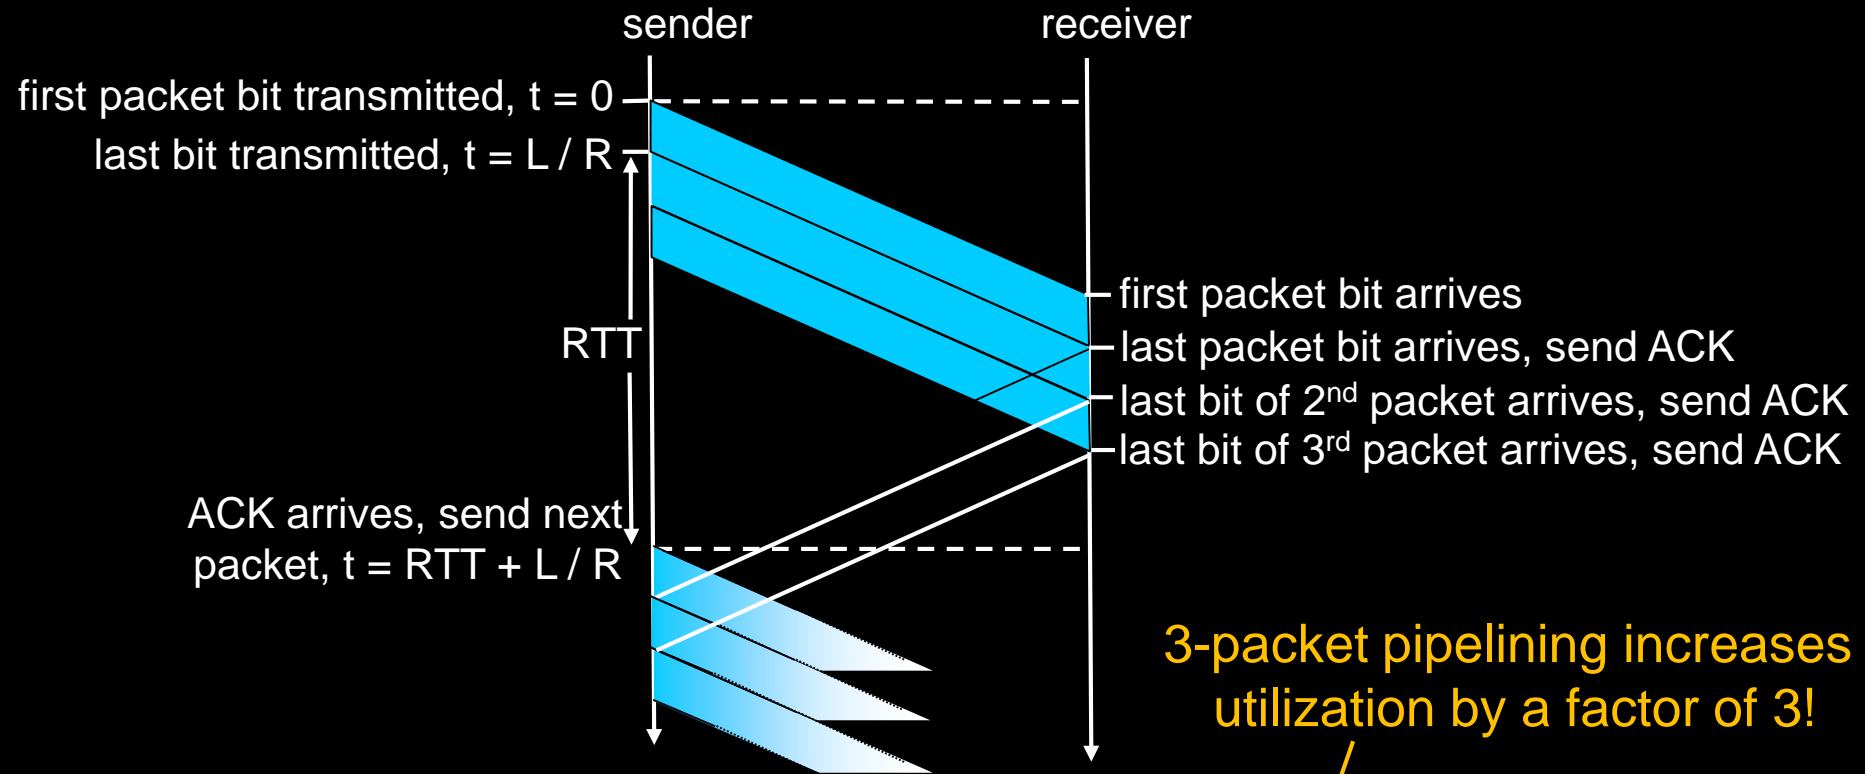 sender
receiver
first packet bit transmitted, t = 0
last bit transmitted, t = L / R
first packet bit arrives
RTT
last packet bit arrives, send ACK
last bit of 2nd packet arrives, send ACK
last bit of 3rd packet arrives, send ACK
ACK arrives, send next
packet, t = RTT + L / R
3-packet pipelining increases
utilization by a factor of 3!